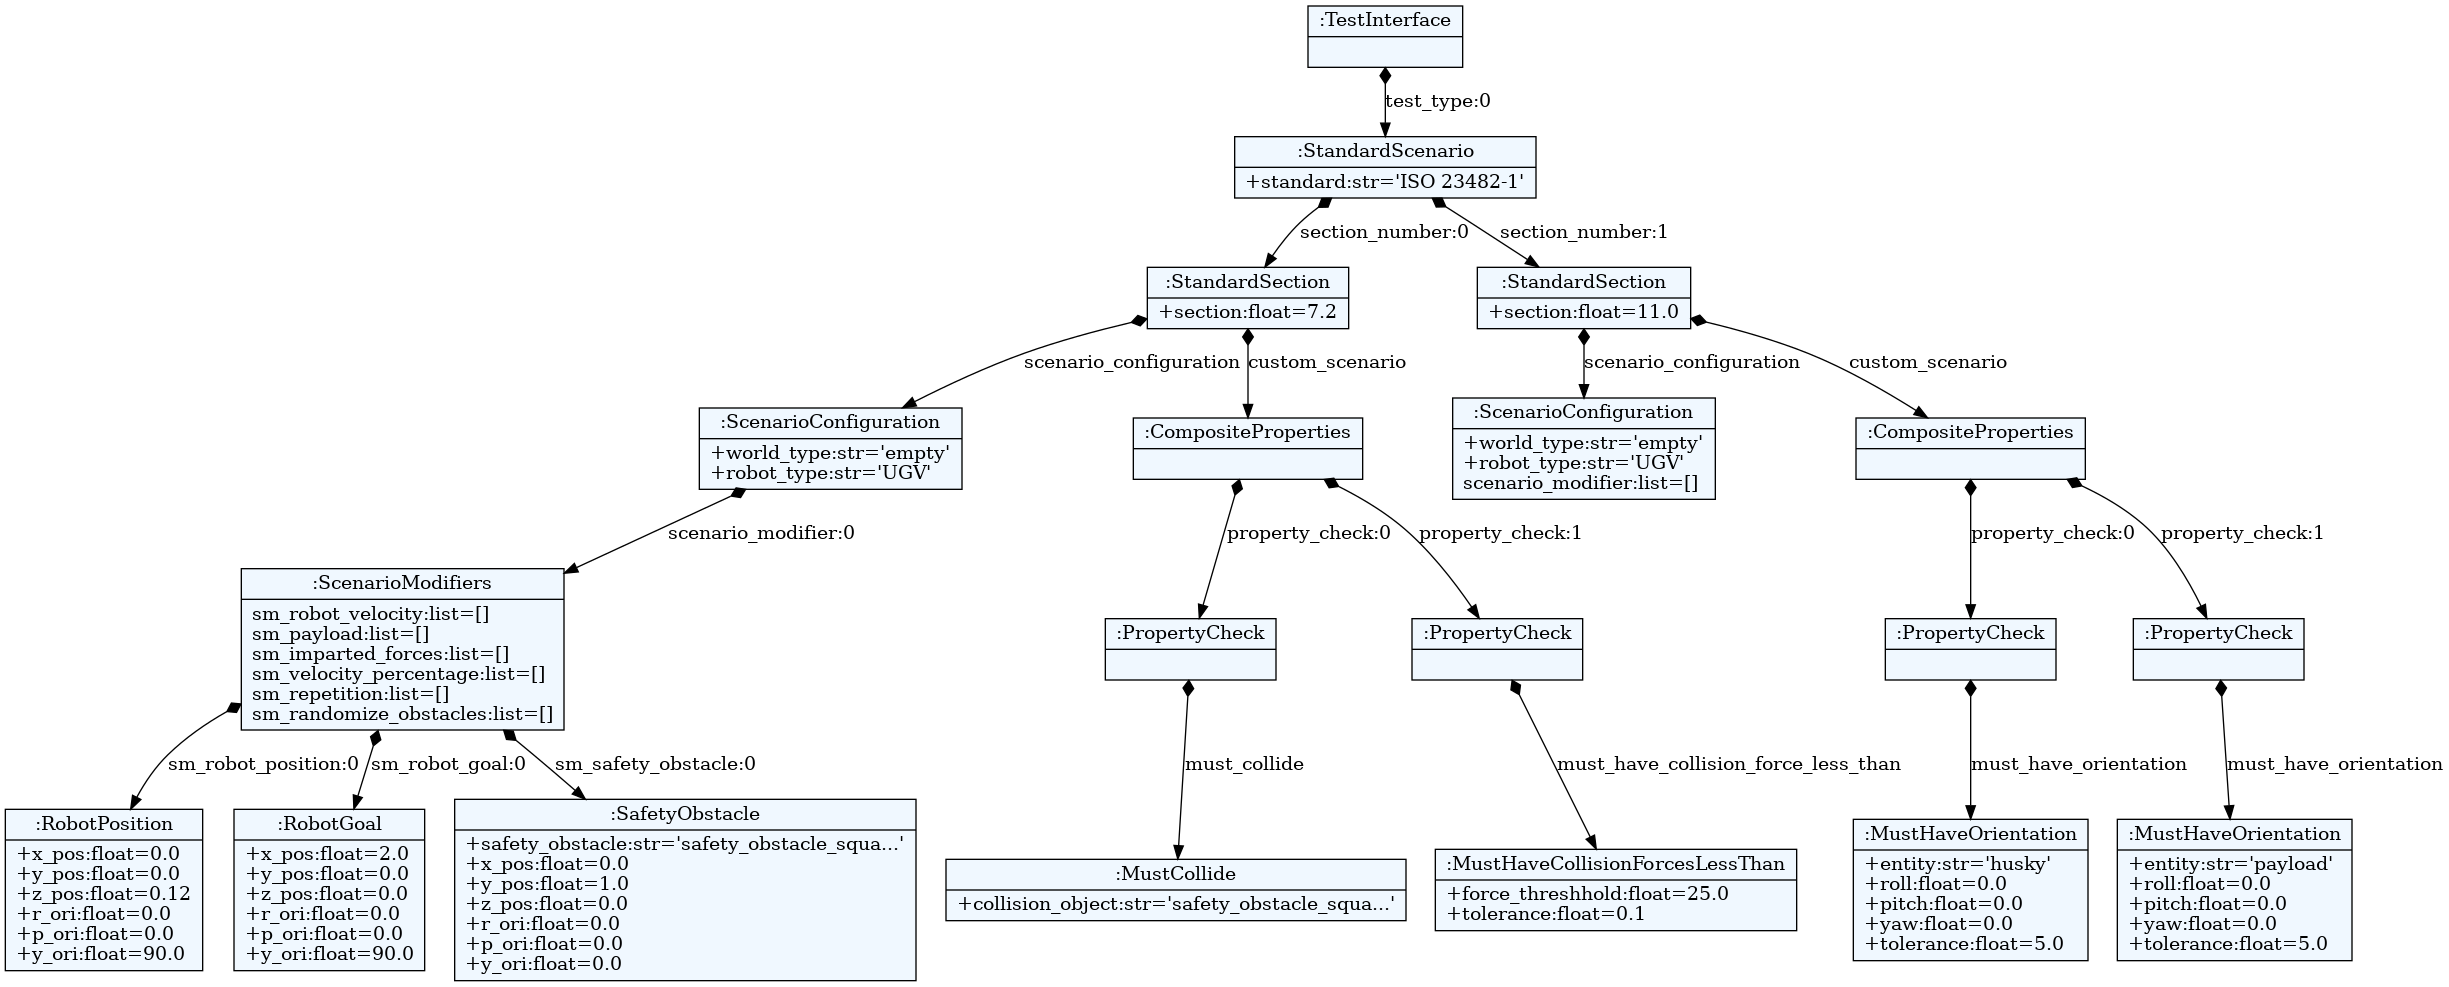 :TestInterface
test_type:0
:StandardScenario
+standard:str='ISO 23482-1'
section_number:0
section_number:1
:StandardSection
+section:float=7.2
:StandardSection
+section:float=11.0
scenario_configuration
custom_scenario
scenario_configuration
custom_scenario
:ScenarioConfiguration
+world_type:str='empty'
+robot_type:str='UGV'
:CompositeProperties
:ScenarioConfiguration
+world_type:str='empty'
+robot_type:str='UGV'
scenario_modifier:list=[]
:CompositeProperties
scenario_modifier:0
property_check:0
property_check:1
property_check:0
property_check:1
:ScenarioModifiers
sm_robot_velocity:list=[]
sm_payload:list=[]
sm_imparted_forces:list=[]
sm_velocity_percentage:list=[]
sm_repetition:list=[]
sm_randomize_obstacles:list=[]
:PropertyCheck
:PropertyCheck
:PropertyCheck
:PropertyCheck
sm_robot_position:0
sm_robot_goal:0
sm_safety_obstacle:0
must_collide
must_have_collision_force_less_than
must_have_orientation
must_have_orientation
:RobotPosition
+x_pos:float=0.0
+y_pos:float=0.0
+z_pos:float=0.12
+r_ori:float=0.0
+p_ori:float=0.0
+y_ori:float=90.0
:RobotGoal
+x_pos:float=2.0
+y_pos:float=0.0
+z_pos:float=0.0
+r_ori:float=0.0
+p_ori:float=0.0
+y_ori:float=90.0
:SafetyObstacle
+safety_obstacle:str='safety_obstacle_squa...'
+x_pos:float=0.0
+y_pos:float=1.0
+z_pos:float=0.0
+r_ori:float=0.0
+p_ori:float=0.0
+y_ori:float=0.0
:MustCollide
+collision_object:str='safety_obstacle_squa...'
:MustHaveCollisionForcesLessThan
+force_threshhold:float=25.0
+tolerance:float=0.1
:MustHaveOrientation
+entity:str='husky'
+roll:float=0.0
+pitch:float=0.0
+yaw:float=0.0
+tolerance:float=5.0
:MustHaveOrientation
+entity:str='payload'
+roll:float=0.0
+pitch:float=0.0
+yaw:float=0.0
+tolerance:float=5.0